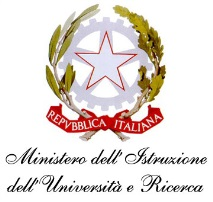 REPVBBLICA ITALIANA
Ministero dell' Istruzione
dell'Università e Ricerca